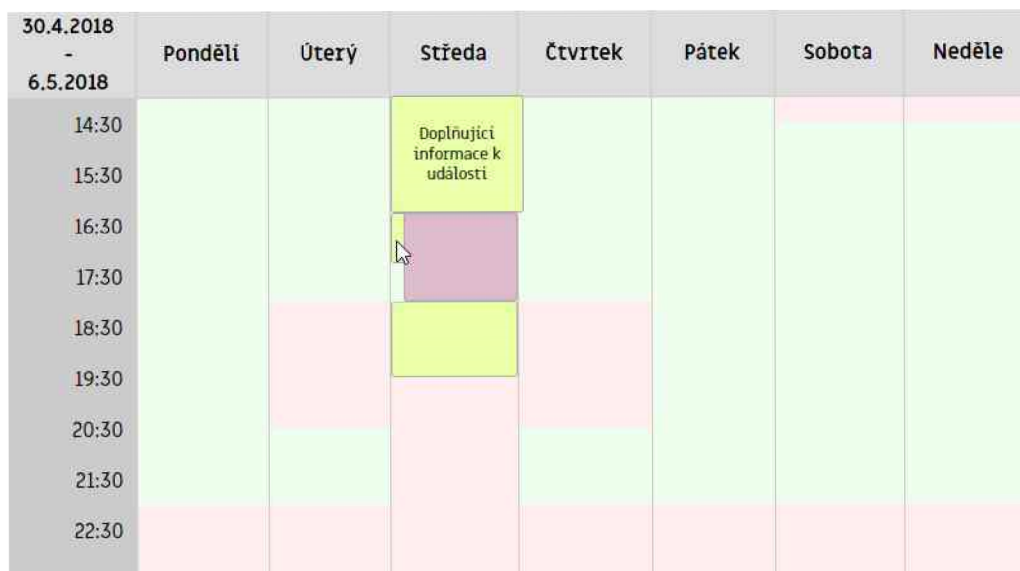 30.4.2018
-
6.5.2018
Pondělí
Úterý
Středa
Čtvrtek
Pátek
Sobota
Neděle
14:30
Doplňující
informace k
události
15:30
16:30
17:30
18:30
19:30
20:30
21:30
22:30